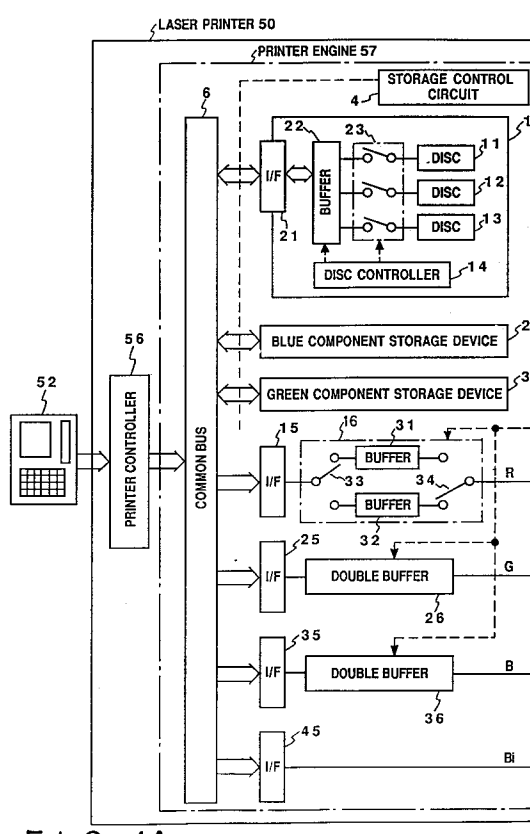 LASER PRINTER 50
PRINTER ENGINE 57
STORAGE CONTROL
CIRCUIT
4
6
1
22
23
11
I/F
BUFFER
DISC
12
DISC
13
DISC
21
DISC CONTROLLER
14
2
BLUE COMPONENT STORAGE DEVICE
56
3
GREEN COMPONENT STORAGE DEVICE
52
PRINTER CONTROLLER
COMMON BUS
15
16
31
I/F
BUFFER
33
34
R
BUFFER
32
25
G
I/F
DOUBLE BUFFER
26
35
B
I/F
DOUBLE BUFFER
36
45
Bi
I/F